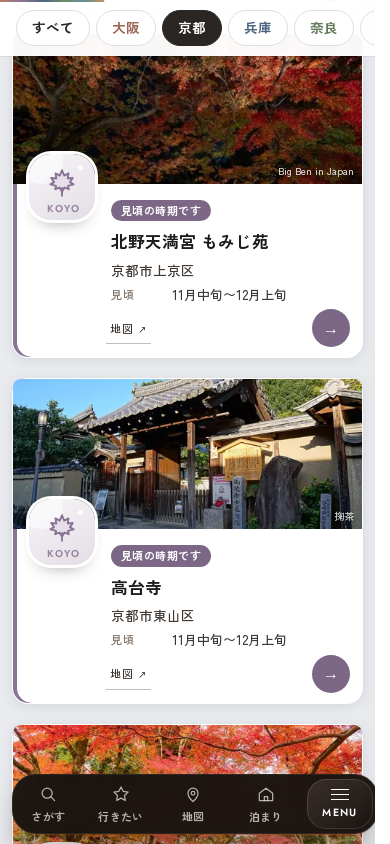 すべて
大阪
京都
兵庫
奈良
Big Ben in Japan
KOYO
見頃の時期です
北野天満宮 もみじ苑
京都市上京区
見頃 11月中旬〜12月上旬
地図 ↗
→
掬茶
KOYO
見頃の時期です
高台寺
京都市東山区
見頃 11月中旬〜12月上旬
地図 ↗
→
さがす
行きたい
地図
泊まり
MENU